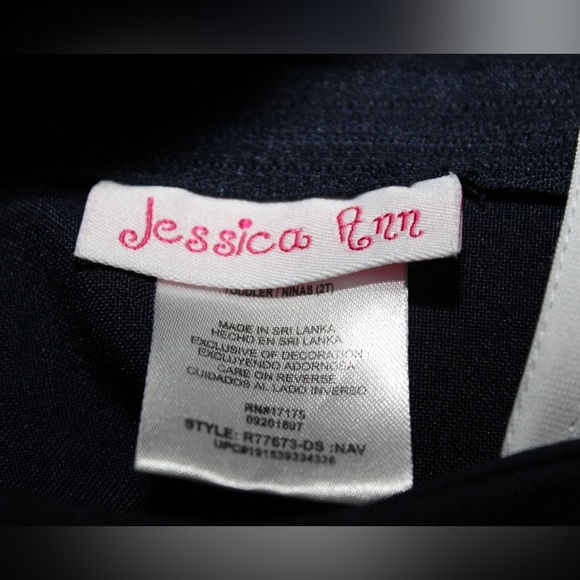 Jessica Ann
TODDLER / NINAS (2T)
MADE IN SRI LANKA
HECHO EN SRI LANKA
EXCLUSIVE OF DECORATION
EXCLUYENDO ADORNOSA
CARE ON REVERSE
CUIDADOS AL LADO INVERSO
RN#17175
09201807
STYLE: R77673-DS :NAV
UPC#191539334336